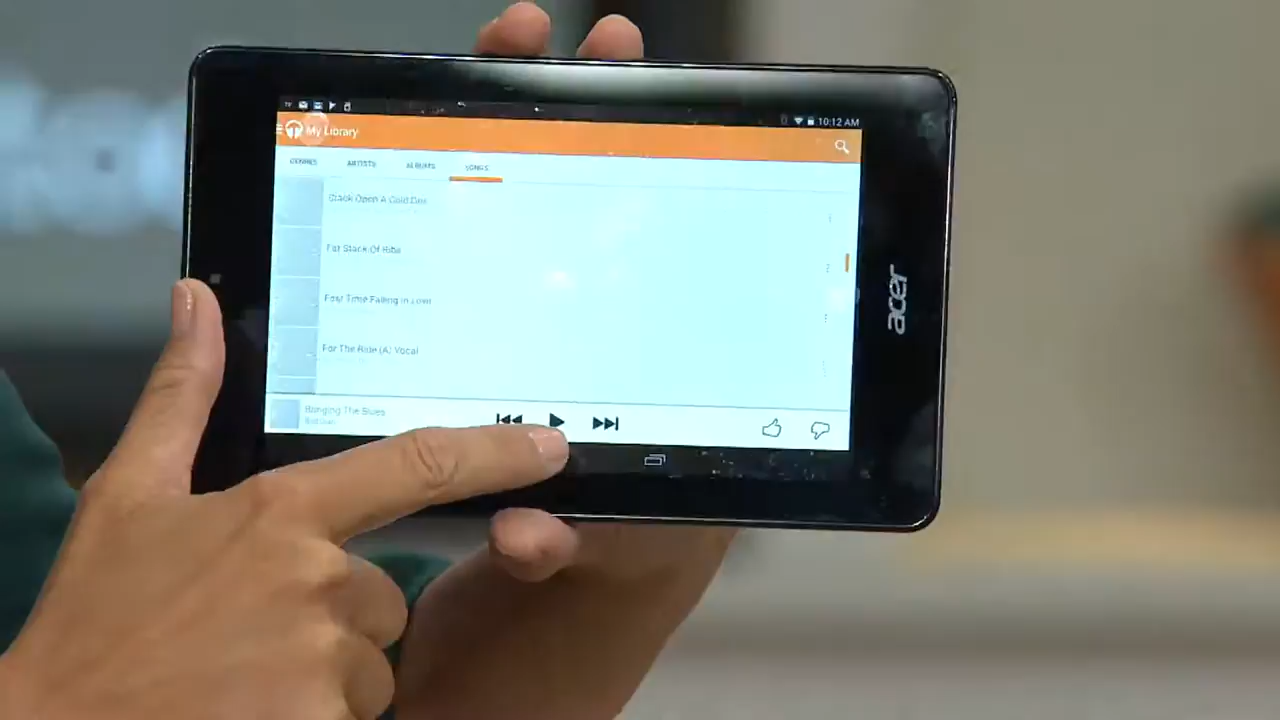 10:12 AM
My Library
GENRES ARTISTS ALBUMS SONGS
Crack Open A Cold One
Fat Stack Of Ribs
First Time Falling In Love
For The Ride (A) Vocal
Banging The Blues
acer